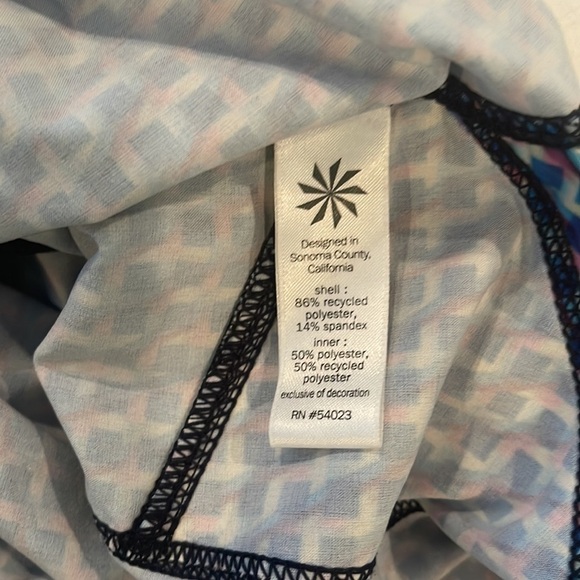 Designed in
Sonoma County,
California
shell :
86% recycled
polyester,
14% spandex
inner :
50% polyester,
50% recycled
polyester
exclusive of decoration
RN #54023